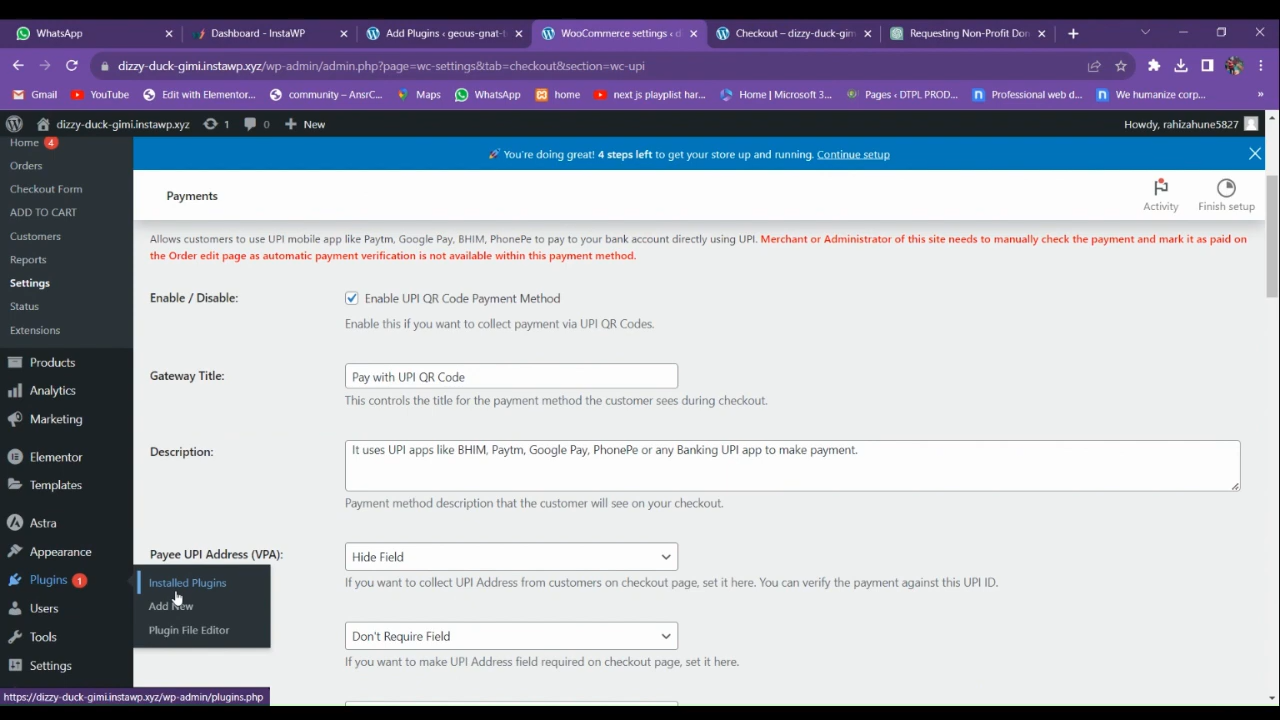 WhatsApp
Dashboard - InstaWP
Add Plugins ‹ geous-gnat-t
WooCommerce settings ‹ d
Checkout – dizzy-duck-gim
Requesting Non-Profit Don
dizzy-duck-gimi.instawp.xyz/wp-admin/admin.php?page=wc-settings&tab=checkout&section=wc-upi
Gmail
YouTube
Edit with Elementor...
community – AnsrC...
Maps
WhatsApp
home
next js playlist har...
Home | Microsoft 3...
Pages ‹ DTPL PROD...
Professional web d...
We humanize corp...
dizzy-duck-gimi.instawp.xyz
1
0
New
Howdy, rahizahune5827
Home 4
Orders
Checkout Form
ADD TO CART
Customers
Reports
Settings
Status
Extensions
Products
Analytics
Marketing
Elementor
Templates
Astra
Appearance
Plugins 1
Users
Tools
Settings
Installed Plugins
Add New
Plugin File Editor
You're doing great! 4 steps left to get your store up and running. Continue setup
Payments
Activity
Finish setup
Allows customers to use UPI mobile app like Paytm, Google Pay, BHIM, PhonePe to pay to your bank account directly using UPI. Merchant or Administrator of this site needs to manually check the payment and mark it as paid on
the Order edit page as automatic payment verification is not available within this payment method.
Enable / Disable:
Enable UPI QR Code Payment Method
Enable this if you want to collect payment via UPI QR Codes.
Gateway Title:
Pay with UPI QR Code
This controls the title for the payment method the customer sees during checkout.
Description:
It uses UPI apps like BHIM, Paytm, Google Pay, PhonePe or any Banking UPI app to make payment.
Payment method description that the customer will see on your checkout.
Payee UPI Address (VPA):
Hide Field
If you want to collect UPI Address from customers on checkout page, set it here. You can verify the payment against this UPI ID.
Don't Require Field
If you want to make UPI Address field required on checkout page, set it here.
https://dizzy-duck-gimi.instawp.xyz/wp-admin/plugins.php